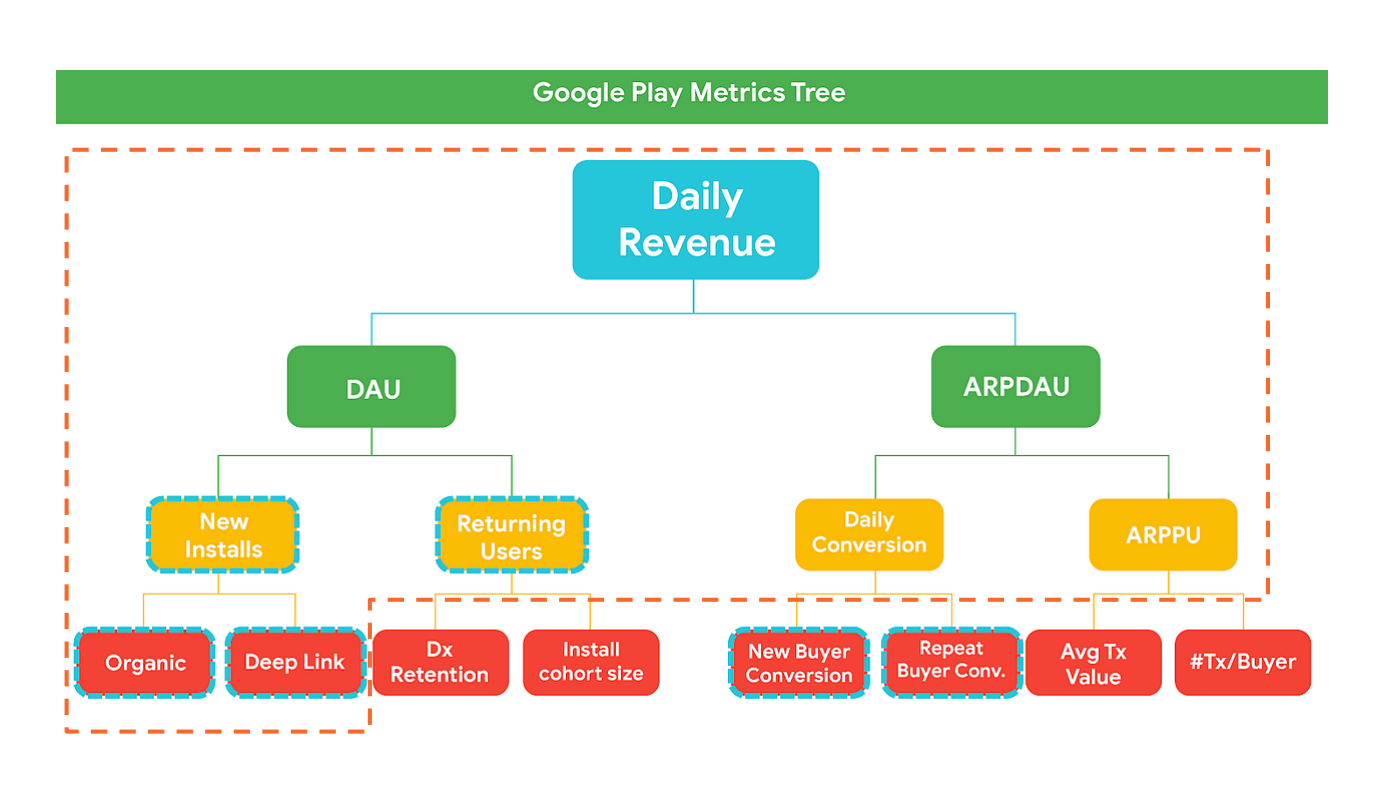 Google Play Metrics Tree
Daily
Revenue
DAU
ARPDAU
New
Installs
Returning
Users
Daily
Conversion
ARPPU
Organic
Deep Link
Dx
Retention
Install
cohort size
New Buyer
Conversion
Repeat
Buyer Conv.
Avg Tx
Value
#Tx/Buyer